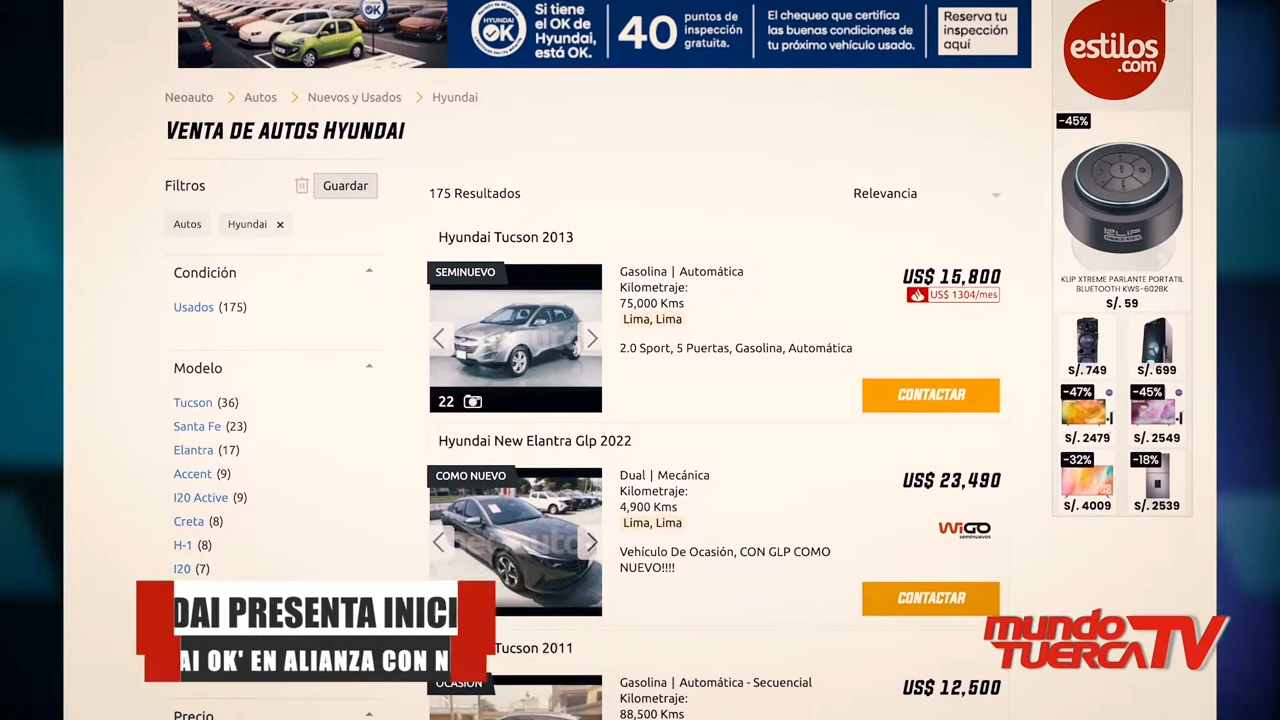 HYUNDAI
OK
Si tiene
el OK de
Hyundai,
está OK.
40
puntos de
inspección
gratuita.
El chequeo que certifica
las buenas condiciones de
tu próximo vehículo usado.
Reserva tu
inspección
aquí
estilos
.com
Neoauto
Autos
Nuevos y Usados
Hyundai
VENTA DE AUTOS HYUNDAI
Filtros
Guardar
Autos
Hyundai ×
Condición
Usados (175)
Modelo
Tucson (36)
Santa Fe (23)
Elantra (17)
Accent (9)
I20 Active (9)
Creta (8)
H-1 (8)
I20 (7)
Precio
175 Resultados
Relevancia
Hyundai Tucson 2013
SEMINUEVO
22
Gasolina | Automática
Kilometraje:
75,000 Kms
Lima, Lima
2.0 Sport, 5 Puertas, Gasolina, Automática
US$ 15,800
US$ 1304/mes
CONTACTAR
Hyundai New Elantra Glp 2022
COMO NUEVO
Dual | Mecánica
Kilometraje:
4,900 Kms
Lima, Lima
Vehículo De Ocasión, CON GLP COMO
NUEVO!!!!
US$ 23,490
WiGO
seminuevos
CONTACTAR
Tucson 2011
OCASIÓN
Gasolina | Automática - Secuencial
Kilometraje:
88,500 Kms
US$ 12,500
-45%
KLIP
XTREME
KLIP XTREME PARLANTE PORTATIL
BLUETOOTH KWS-602BK
S/. 59
S/. 749
S/. 699
-47%
-45%
S/. 2479
S/. 2549
-32%
-18%
S/. 4009
S/. 2539
DAI PRESENTA INICI
AI OK' EN ALIANZA CON N
mundo
TUERCA TV